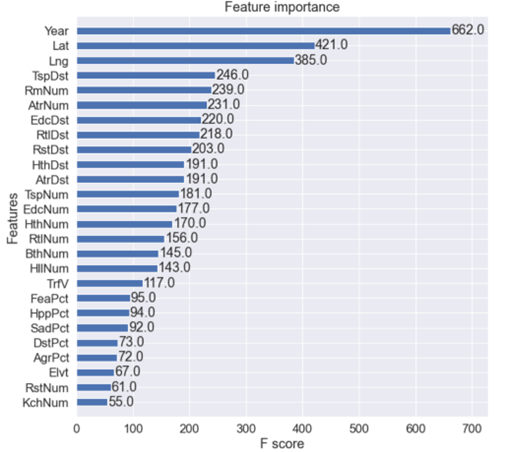 Feature importance
Features
Year 662.0
Lat 421.0
Lng 385.0
TspDst 246.0
RmNum 239.0
AtrNum 231.0
EdcDst 220.0
RtlDst 218.0
RstDst 203.0
HthDst 191.0
AtrDst 191.0
TspNum 181.0
EdcNum 177.0
HthNum 170.0
RtlNum 156.0
BthNum 145.0
HllNum 143.0
TrfV 117.0
FeaPct 95.0
HppPct 94.0
SadPct 92.0
DstPct 73.0
AgrPct 72.0
Elvt 67.0
RstNum 61.0
KchNum 55.0
0 100 200 300 400 500 600 700
F score